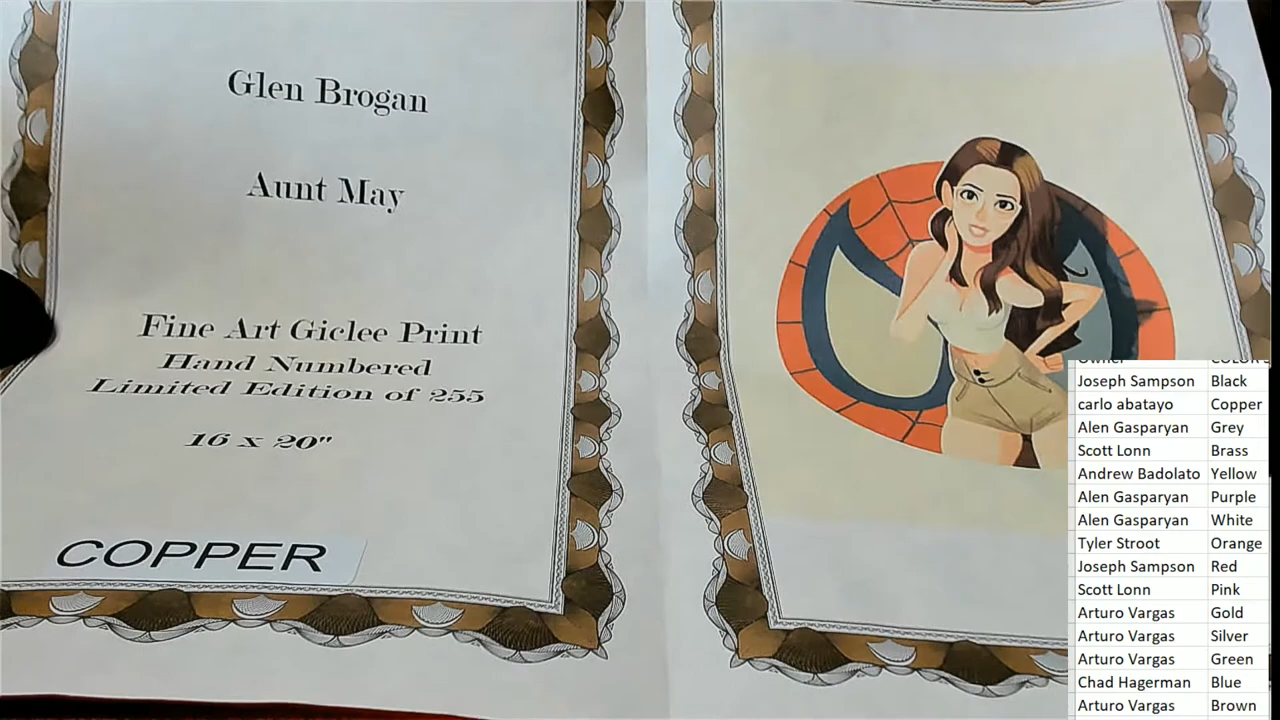 Glen Brogan
Aunt May
Fine Art Giclee Print
Hand Numbered
Limited Edition of 255
16 x 20"
COPPER
Owner COLOR
Joseph Sampson Black
carlo abatayo Copper
Alen Gasparyan Grey
Scott Lonn Brass
Andrew Badolato Yellow
Alen Gasparyan Purple
Alen Gasparyan White
Tyler Stroot Orange
Joseph Sampson Red
Scott Lonn Pink
Arturo Vargas Gold
Arturo Vargas Silver
Arturo Vargas Green
Chad Hagerman Blue
Arturo Vargas Brown